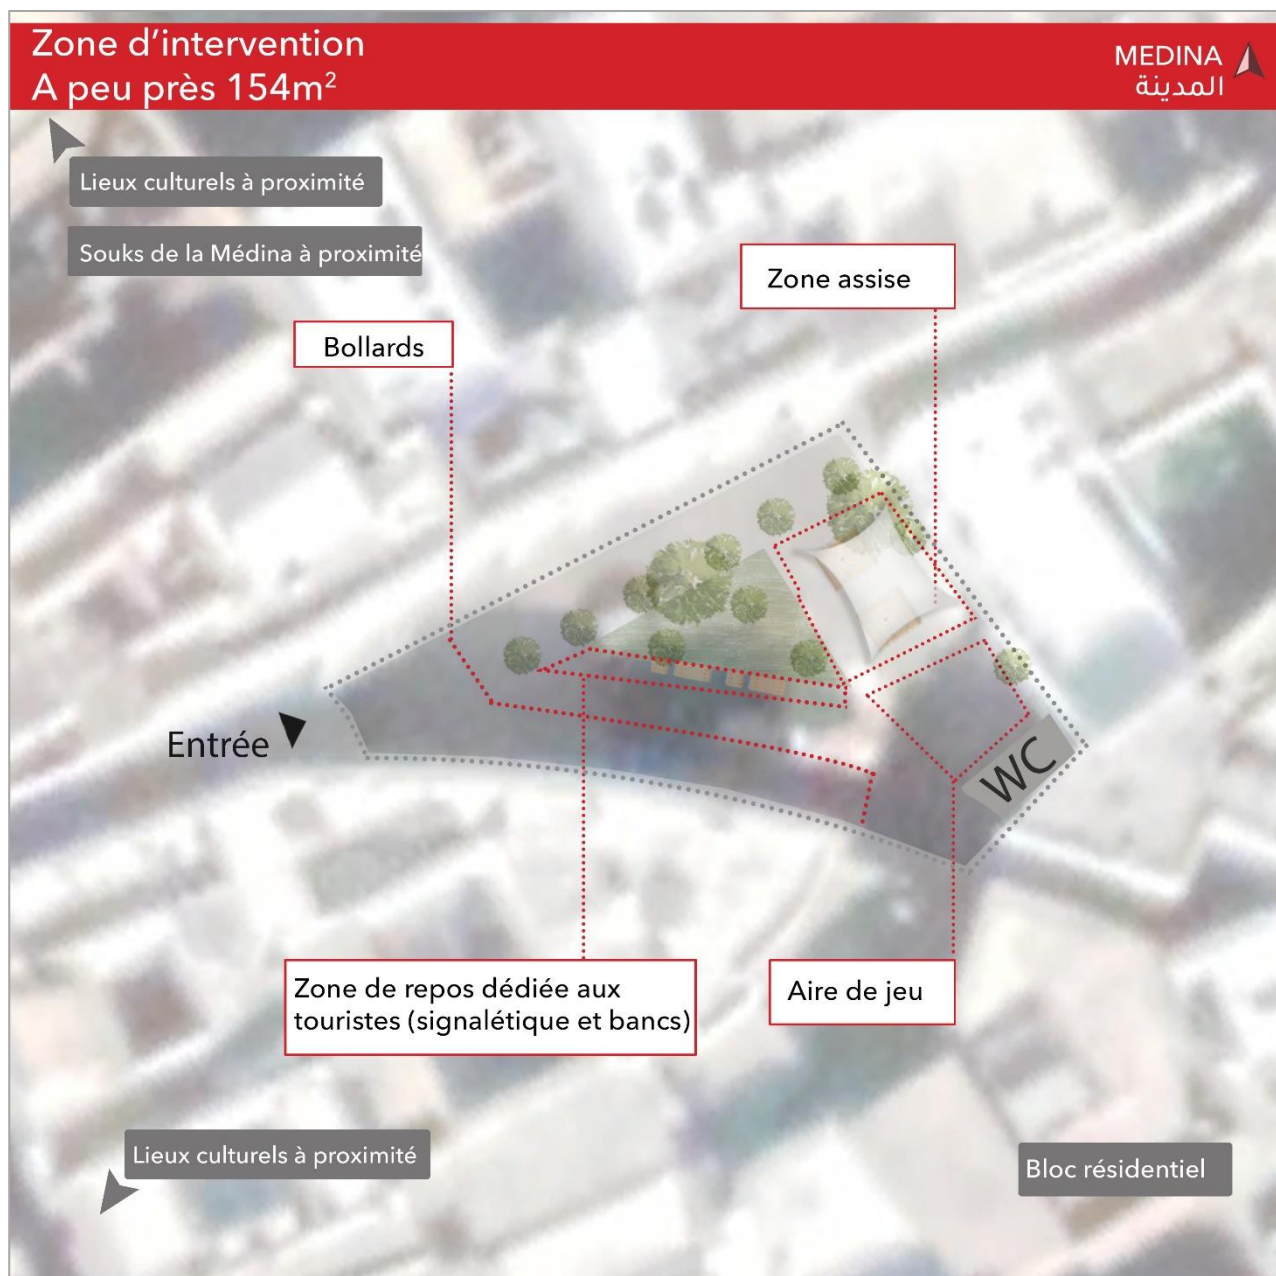 Zone d’intervention
A peu près 154m²
MEDINA
المدينة
Lieux culturels à proximité
Souks de la Médina à proximité
Zone assise
Bollards
Entrée
WC
Zone de repos dédiée aux
touristes (signalétique et bancs)
Aire de jeu
Lieux culturels à proximité
Bloc résidentiel